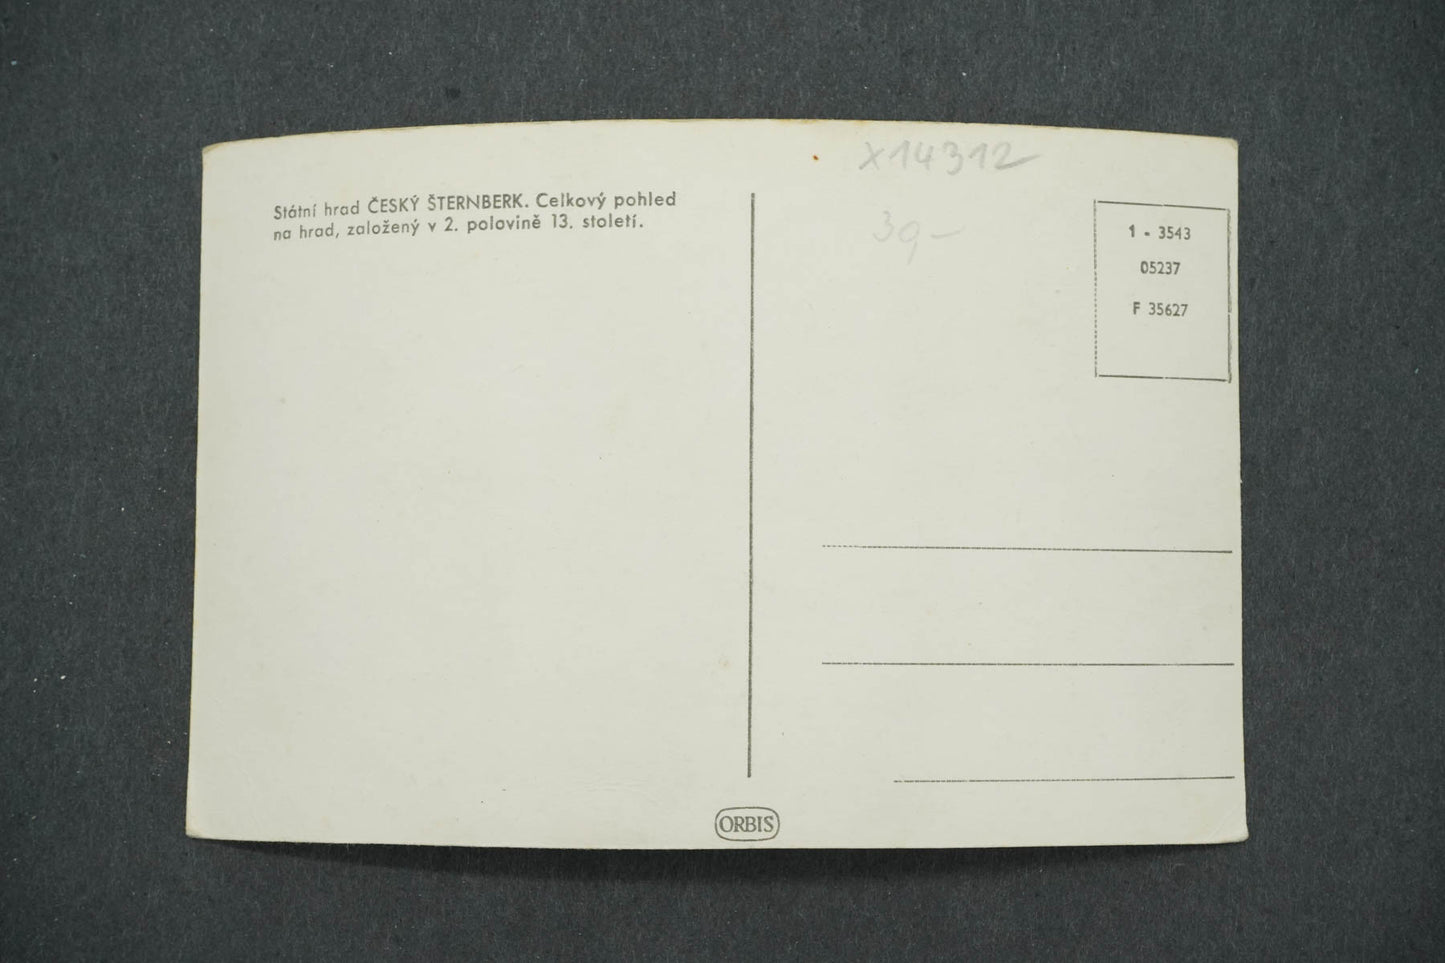 x14312
Státní hrad ČESKÝ ŠTERNBERK. Celkový pohled
na hrad, založený v 2. polovině 13. století.
39-
1 - 3543
05237
F 35627
ORBIS